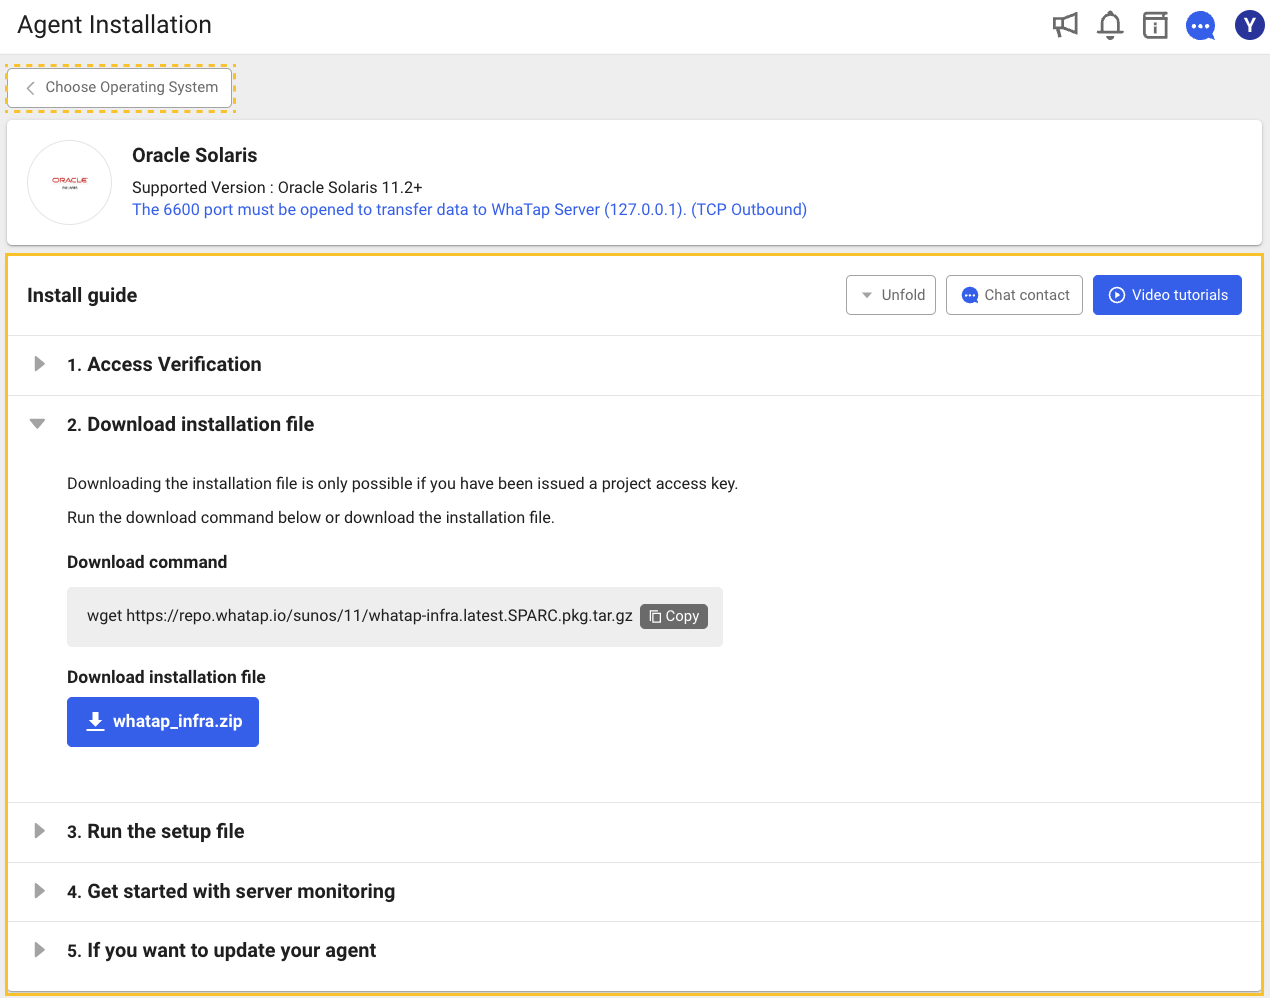 Agent Installation
Y
Choose Operating System
ORACLE
Oracle Solaris
Supported Version : Oracle Solaris 11.2+
The 6600 port must be opened to transfer data to WhaTap Server (127.0.0.1). (TCP Outbound)
Install guide
Unfold
Chat contact
Video tutorials
1. Access Verification
2. Download installation file
Downloading the installation file is only possible if you have been issued a project access key.
Run the download command below or download the installation file.
Download command
wget https://repo.whatap.io/sunos/11/whatap-infra.latest.SPARC.pkg.tar.gz
Copy
Download installation file
whatap_infra.zip
3. Run the setup file
4. Get started with server monitoring
5. If you want to update your agent